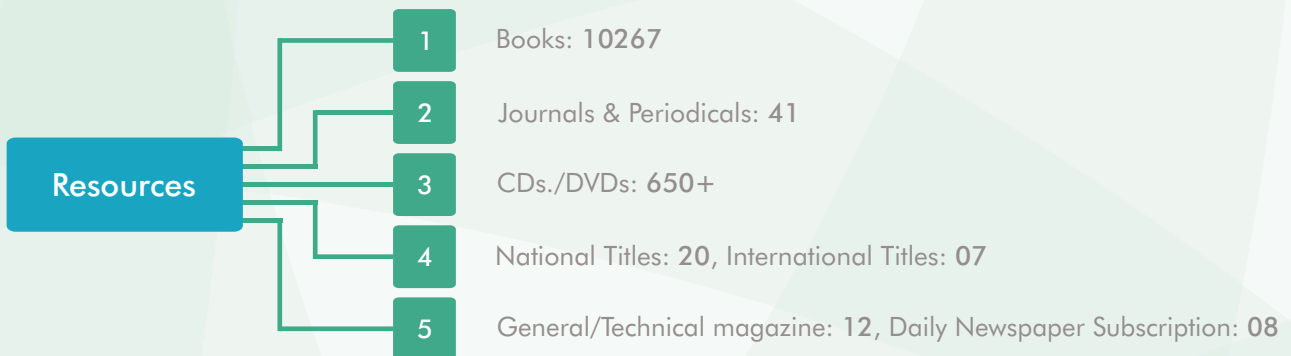 Resources
1 Books: 10267
2 Journals & Periodicals: 41
3 CDs./DVDs: 650+
4 National Titles: 20, International Titles: 07
5 General/Technical magazine: 12, Daily Newspaper Subscription: 08